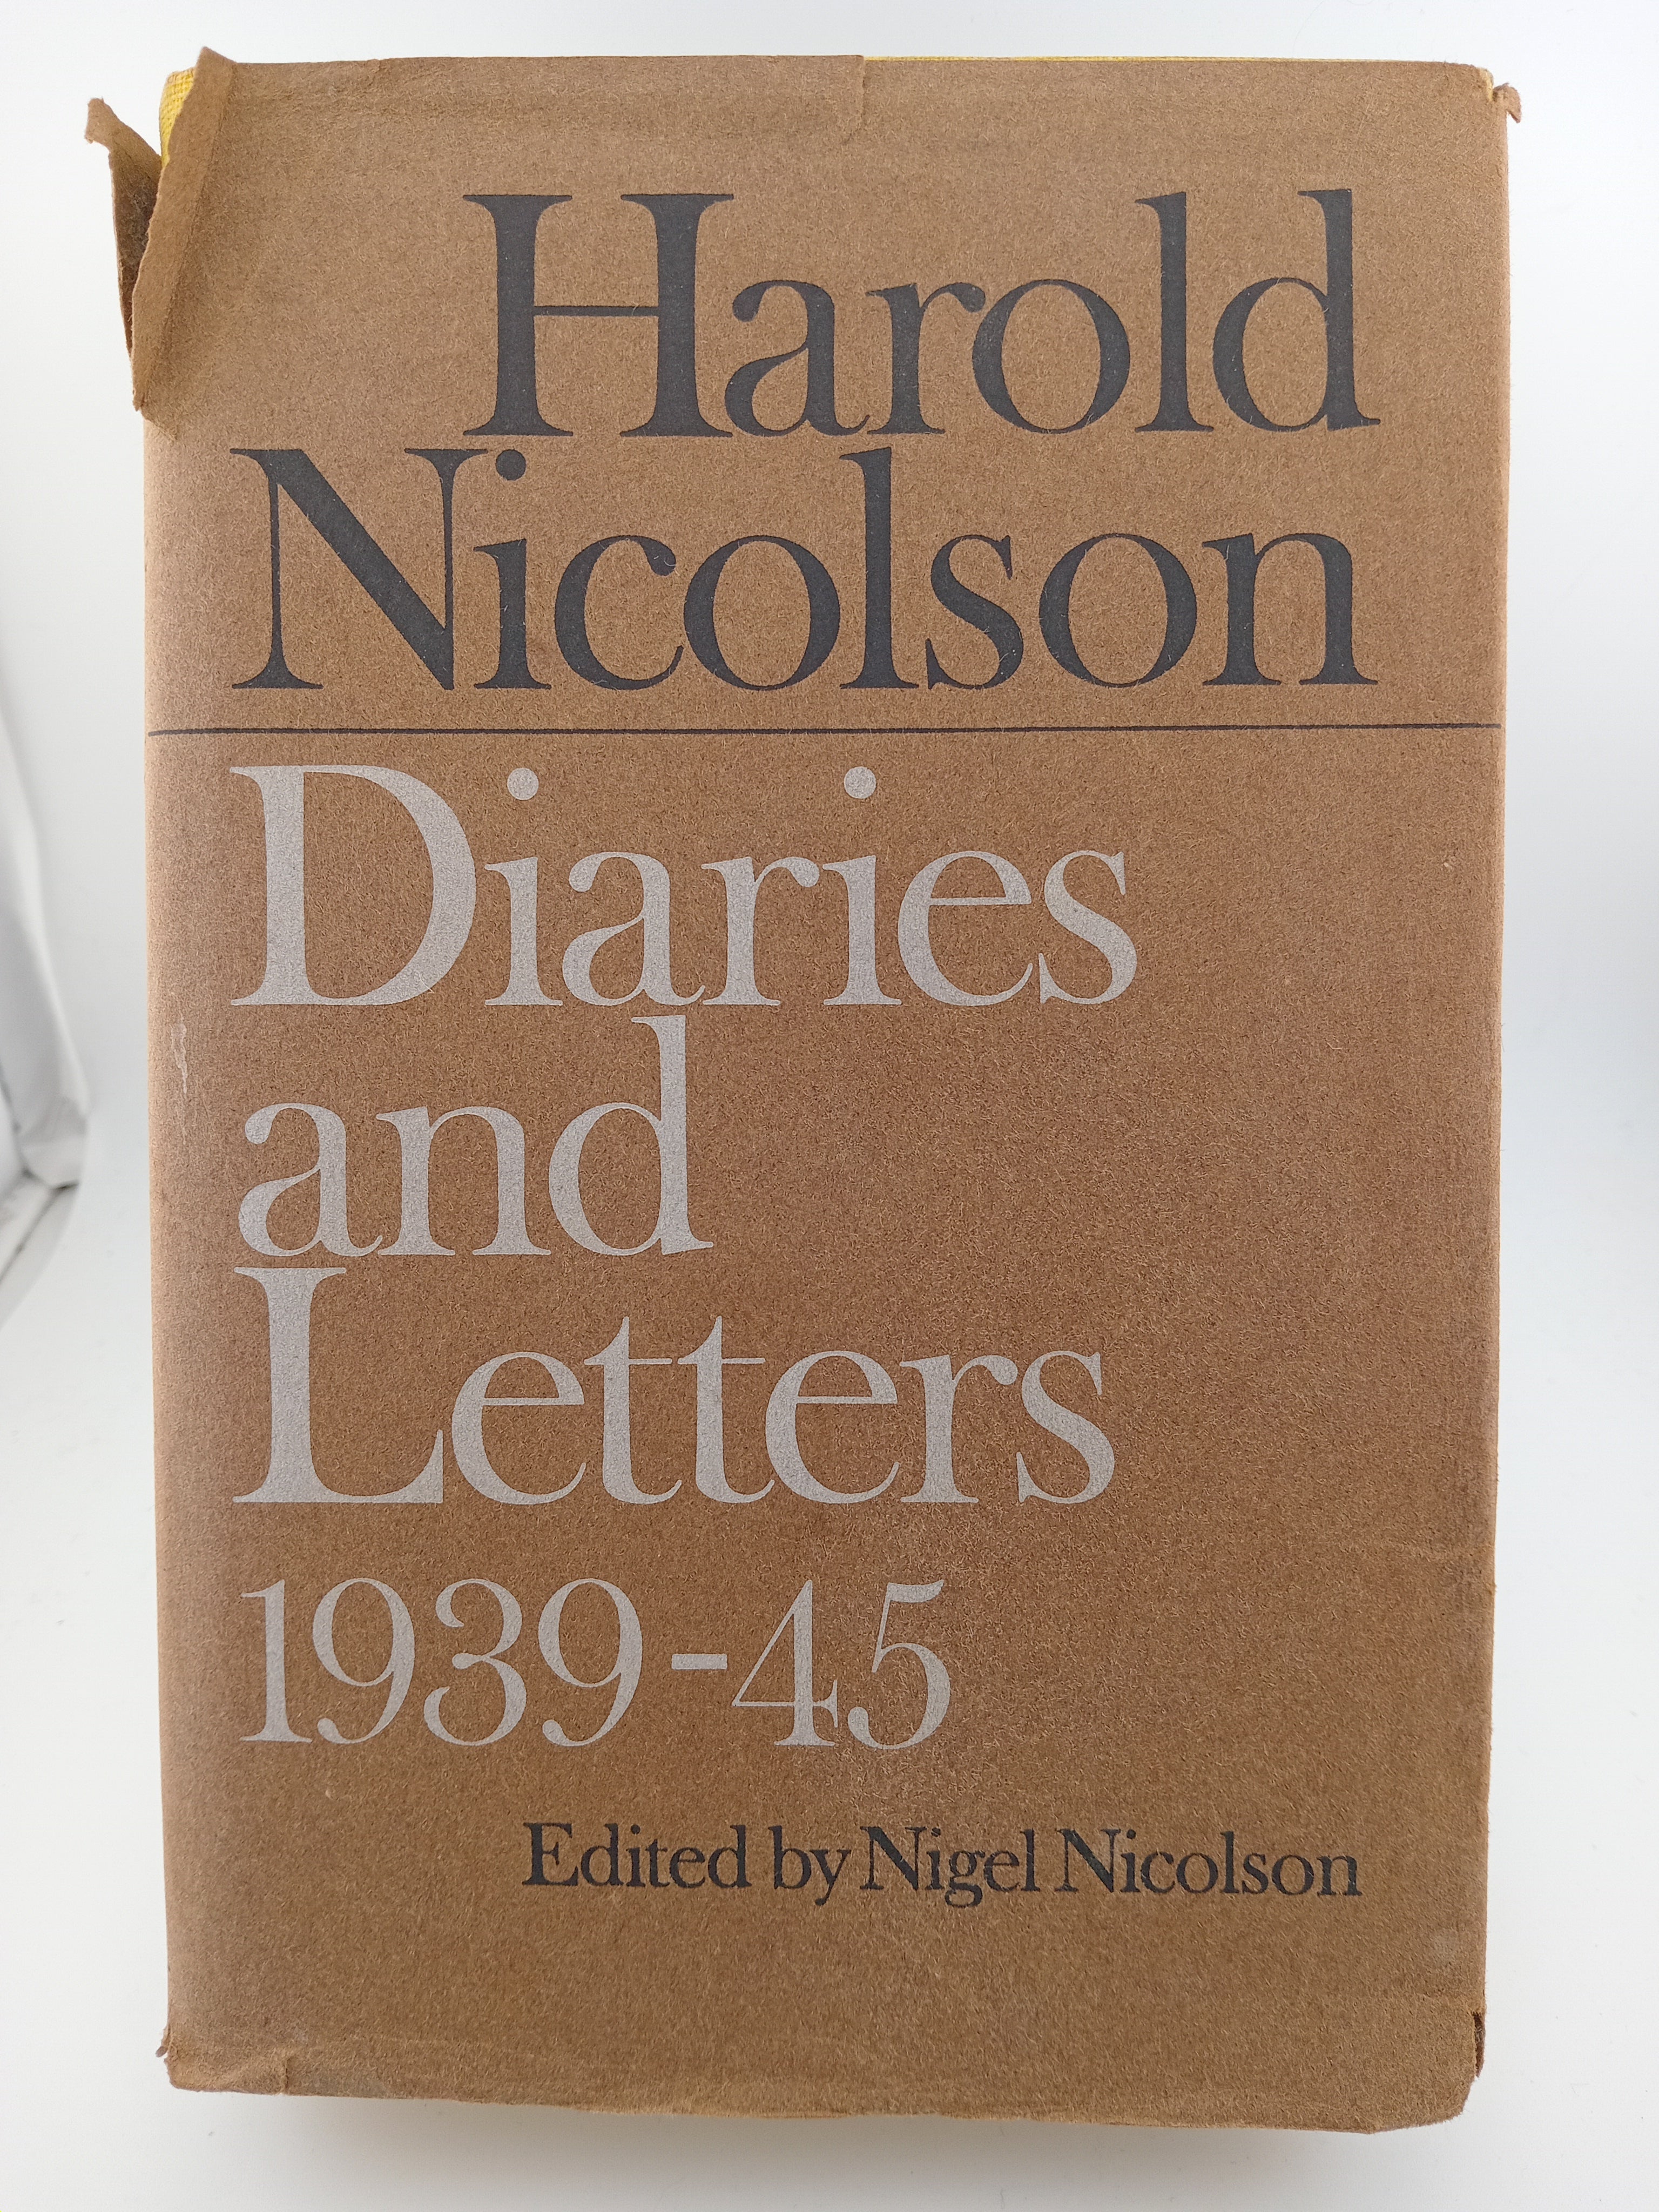 Harold
Nicolson
Diaries
and
Letters
1939-45
Edited by Nigel Nicolson